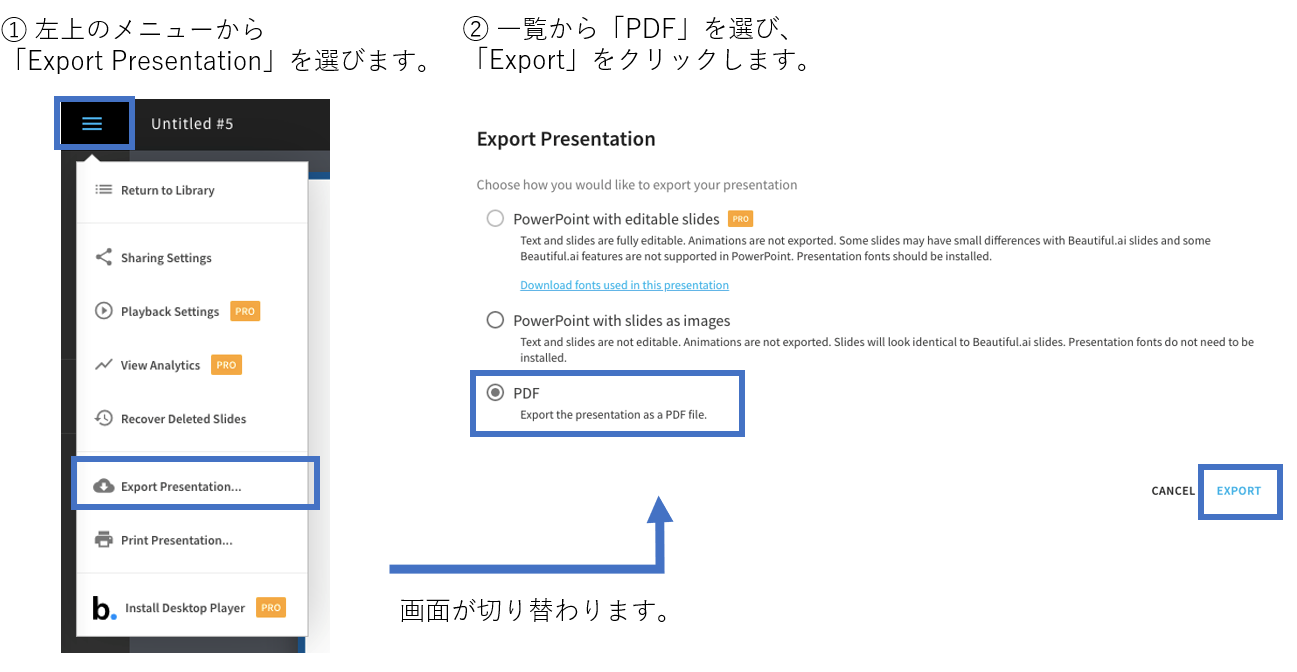 ① 左上のメニューから
「Export Presentation」を選びます。
② 一覧から「PDF」を選び、
「Export」をクリックします。
Untitled #5
Return to Library
Sharing Settings
Playback Settings PRO
View Analytics PRO
Recover Deleted Slides
Export Presentation...
Print Presentation...
b. Install Desktop Player PRO
Export Presentation
Choose how you would like to export your presentation
PowerPoint with editable slides PRO
Text and slides are fully editable. Animations are not exported. Some slides may have small differences with Beautiful.ai slides and some
Beautiful.ai features are not supported in PowerPoint. Presentation fonts should be installed.
Download fonts used in this presentation
PowerPoint with slides as images
Text and slides are not editable. Animations are not exported. Slides will look identical to Beautiful.ai slides. Presentation fonts do not need to be
installed.
PDF
Export the presentation as a PDF file.
CANCEL EXPORT
画面が切り替わります。